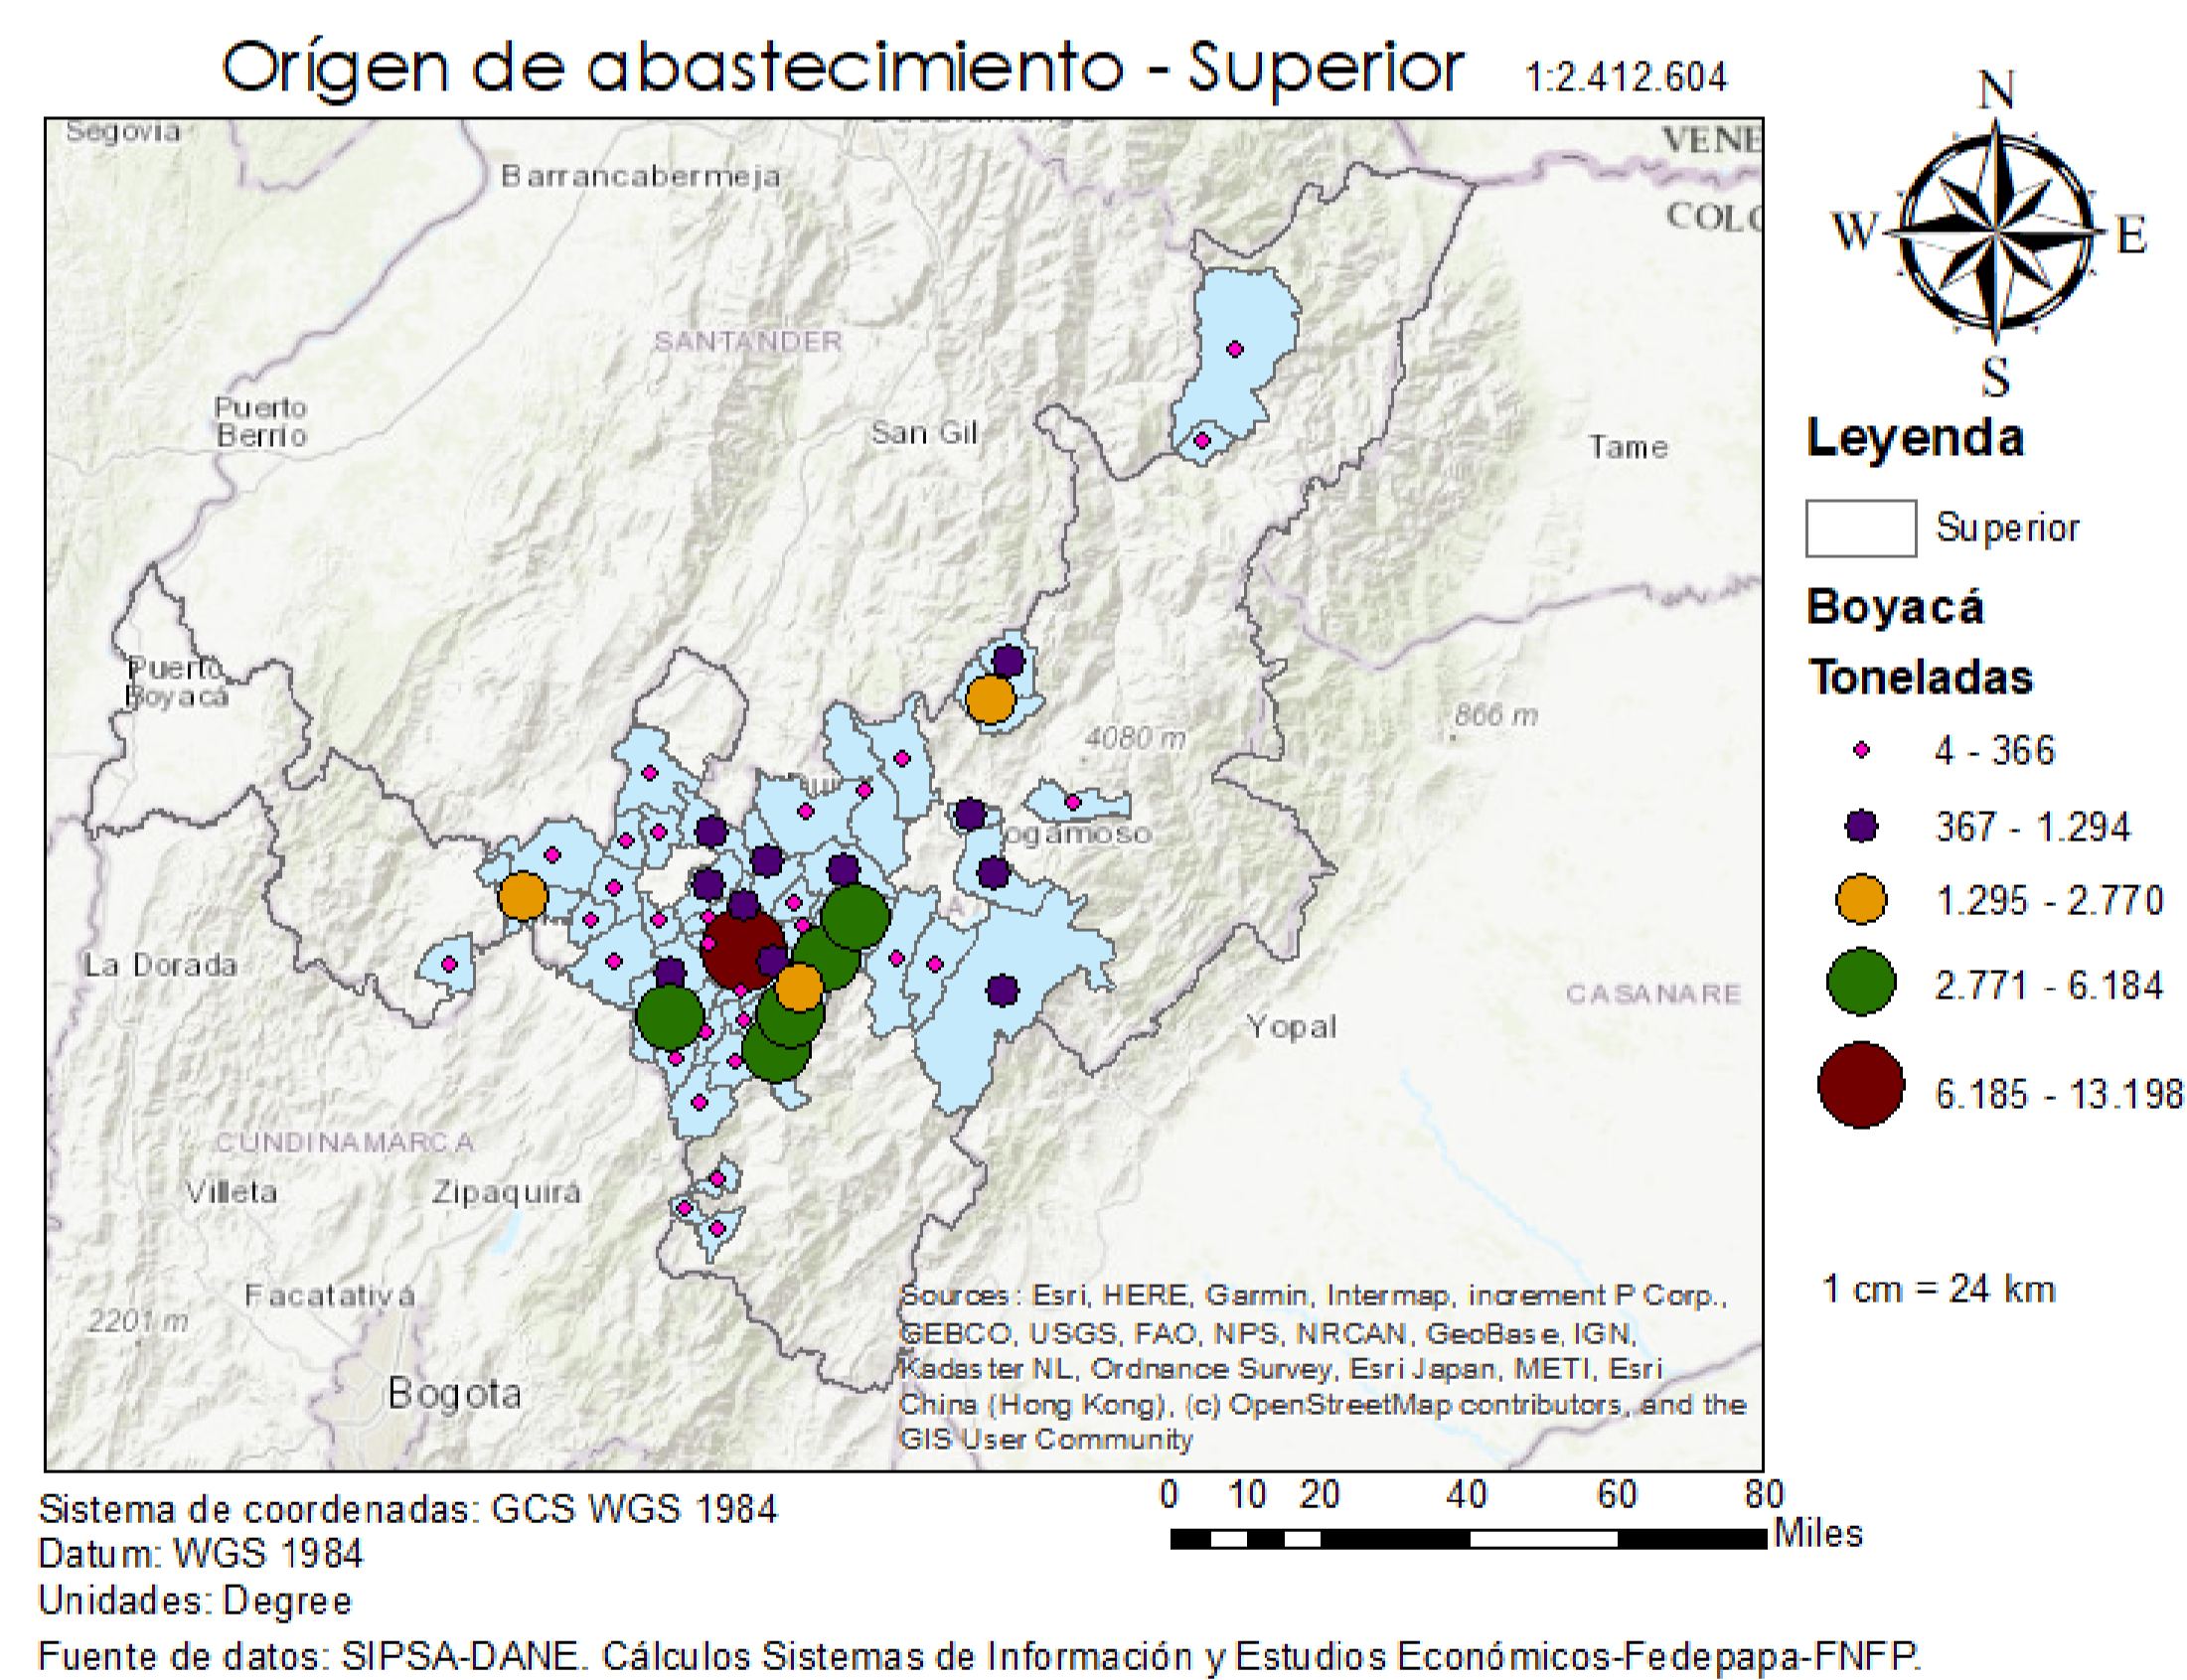 Orígen de abastecimiento - Superior 1:2.412.604
N
W
E
S
Segovia
Barrancabermeja
VENE
COLO
SANTANDER
Puerto
Berrío
San Gil
Tame
Puerto
Boyacá
866 m
4080 m
ogamoso
La Dorada
CASANARE
Yopal
CUNDINAMARCA
Villeta
Zipaquirá
Facatativá
2201 m
Bogota
Sources: Esri, HERE, Garmin, Intermap, increment P Corp.,
GEBCO, USGS, FAO, NPS, NRCAN, GeoBase, IGN,
Kadaster NL, Ordnance Survey, Esri Japan, METI, Esri
China (Hong Kong), (c) OpenStreetMap contributors, and the
GIS User Community
Leyenda
Superior
Boyacá
Toneladas
4 - 366
367 - 1.294
1.295 - 2.770
2.771 - 6.184
6.185 - 13.198
1 cm = 24 km
0 10 20 40 60 80
Miles
Sistema de coordenadas: GCS WGS 1984
Datum: WGS 1984
Unidades: Degree
Fuente de datos: SIPSA-DANE. Cálculos Sistemas de Información y Estudios Económicos-Fedepapa-FNFP.